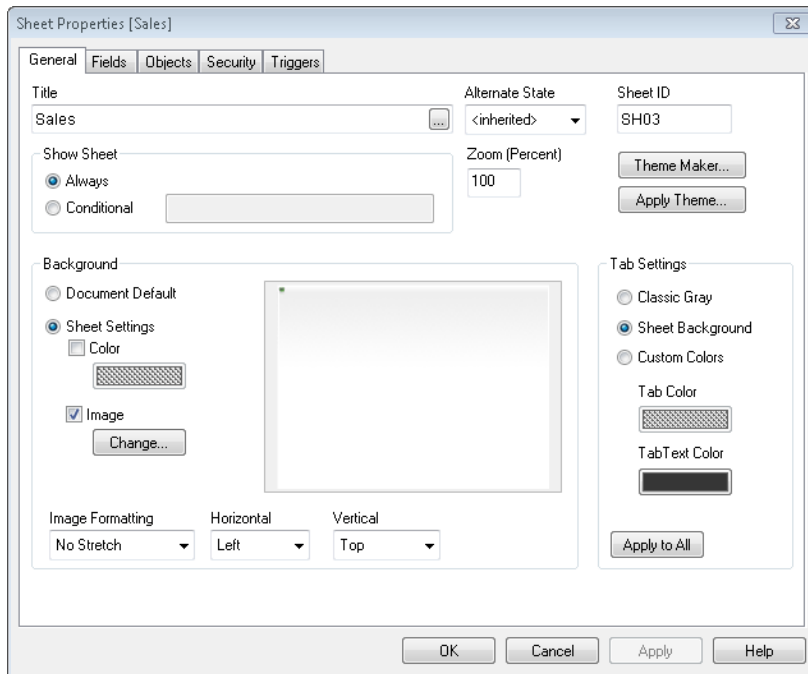 Sheet Properties [Sales]
General Fields Objects Security Triggers
Title Alternate State Sheet ID
Sales ... <inherited> SH03
Show Sheet Zoom (Percent)
Always 100 Theme Maker...
Conditional Apply Theme...
Background Tab Settings
Document Default Classic Gray
Sheet Settings Sheet Background
Color Custom Colors
Tab Color
Image
Change... TabText Color
Image Formatting Horizontal Vertical
No Stretch Left Top Apply to All
OK Cancel Apply Help